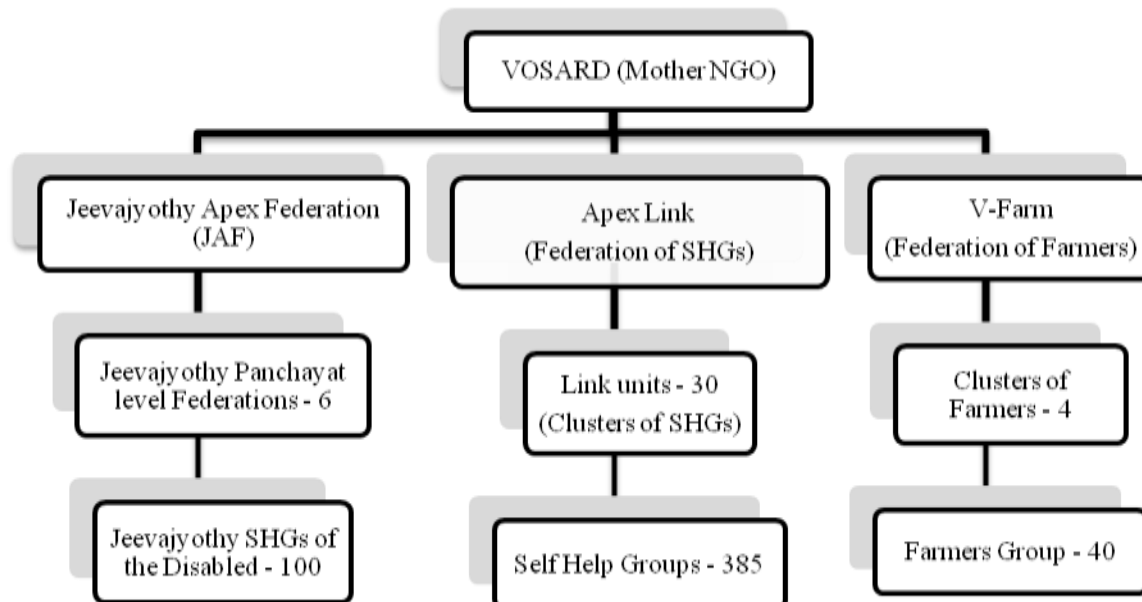 VOSARD (Mother NGO)
Jeevajyothy Apex Federation
(JAF)
Apex Link
(Federation of SHGs)
V-Farm
(Federation of Farmers)
Jeevajyothy Panchayat
level Federations - 6
Link units - 30
(Clusters of SHGs)
Clusters of
Farmers - 4
Jeevajyothy SHGs of
the Disabled - 100
Self Help Groups - 385
Farmers Group - 40